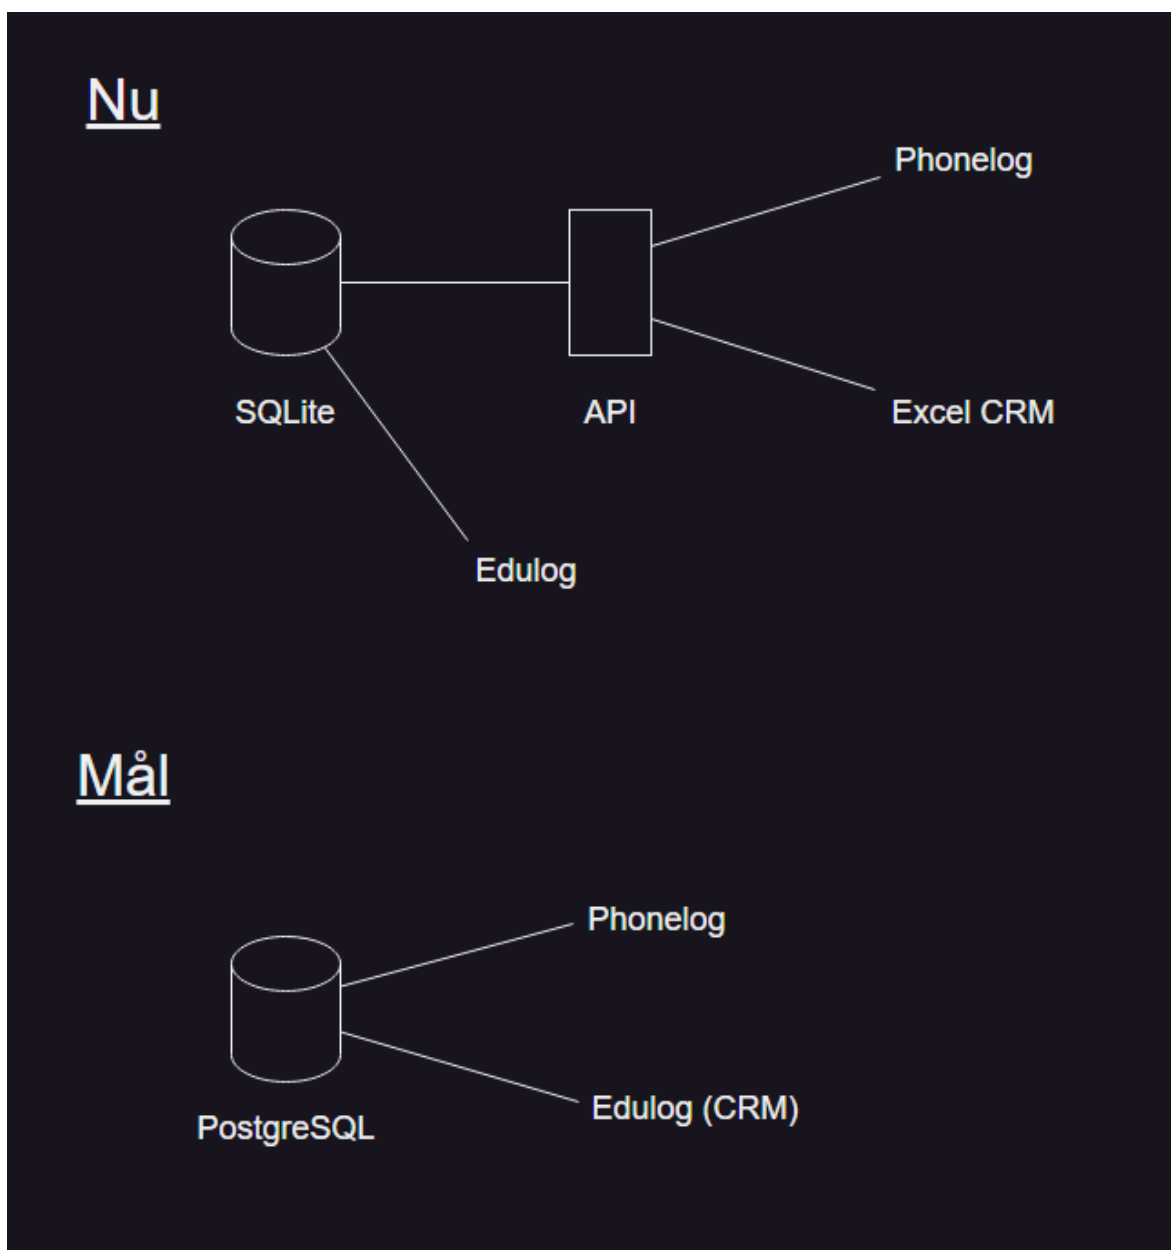 Nu
Phonelog
SQLite
API
Excel CRM
Edulog
Mål
Phonelog
Edulog (CRM)
PostgreSQL